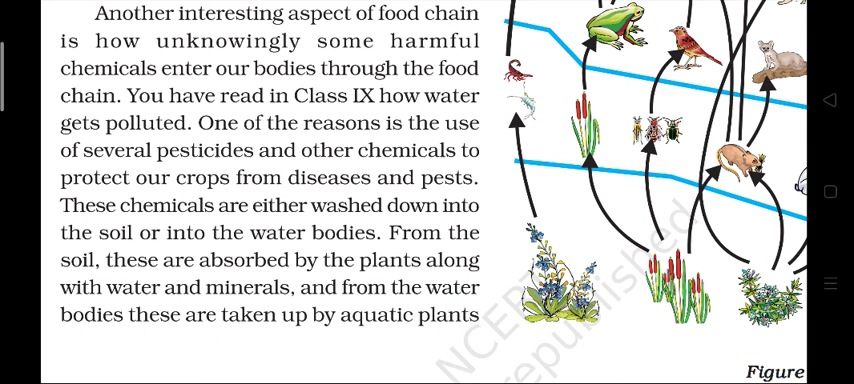 Another interesting aspect of food chain
is how unknowingly some harmful
chemicals enter our bodies through the food
chain. You have read in Class IX how water
gets polluted. One of the reasons is the use
of several pesticides and other chemicals to
protect our crops from diseases and pests.
These chemicals are either washed down into
the soil or into the water bodies. From the
soil, these are absorbed by the plants along
with water and minerals, and from the water
bodies these are taken up by aquatic plants
Figure
NCER
republished